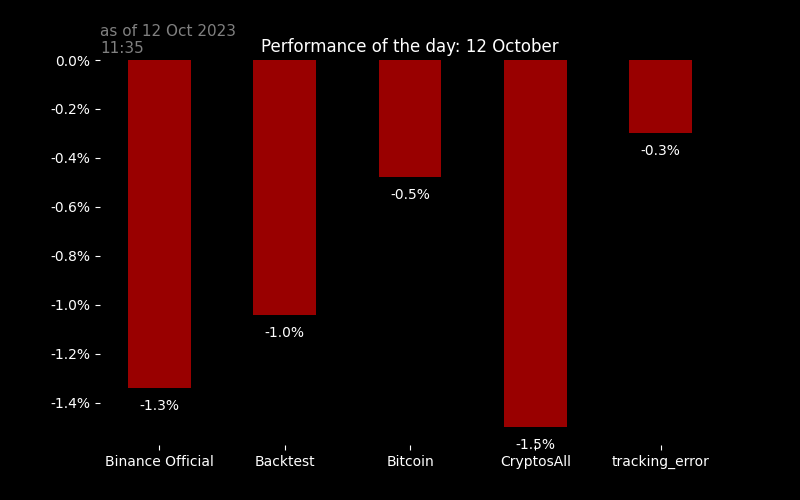 as of 12 Oct 2023
11:35
Performance of the day: 12 October
0.0%
-0.2%
-0.4%
-0.6%
-0.8%
-1.0%
-1.2%
-1.4%
-1.3%
-1.0%
-0.5%
-1.5%
-0.3%
Binance Official
Backtest
Bitcoin
CryptosAll
tracking_error